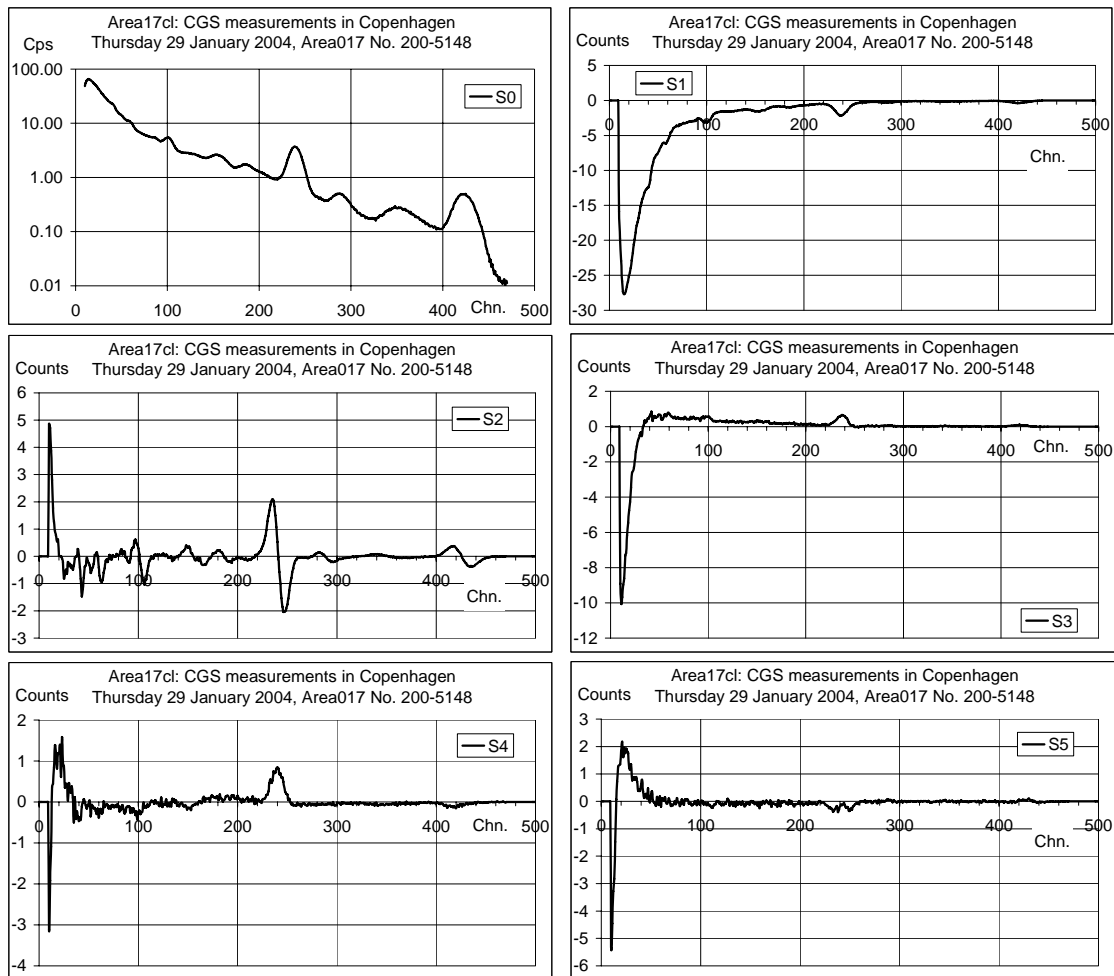 Area17cl: CGS measurements in Copenhagen
Thursday 29 January 2004, Area017 No. 200-5148
Cps
100.00
10.00
1.00
0.10
0.01
0 100 200 300 400 500
Chn.
S0
Area17cl: CGS measurements in Copenhagen
Thursday 29 January 2004, Area017 No. 200-5148
Counts
5
0
-5
-10
-15
-20
-25
-30
0 100 200 300 400 500
Chn.
S1
Area17cl: CGS measurements in Copenhagen
Thursday 29 January 2004, Area017 No. 200-5148
Counts
6
5
4
3
2
1
0
-1
-2
-3
0 100 200 300 400 500
Chn.
S2
Area17cl: CGS measurements in Copenhagen
Thursday 29 January 2004, Area017 No. 200-5148
Counts
2
0
-2
-4
-6
-8
-10
-12
0 100 200 300 400 500
Chn.
S3
Area17cl: CGS measurements in Copenhagen
Thursday 29 January 2004, Area017 No. 200-5148
Counts
2
1
0
-1
-2
-3
-4
0 100 200 300 400 500
Chn.
S4
Area17cl: CGS measurements in Copenhagen
Thursday 29 January 2004, Area017 No. 200-5148
Counts
3
2
1
0
-1
-2
-3
-4
-5
-6
0 100 200 300 400 500
Chn.
S5